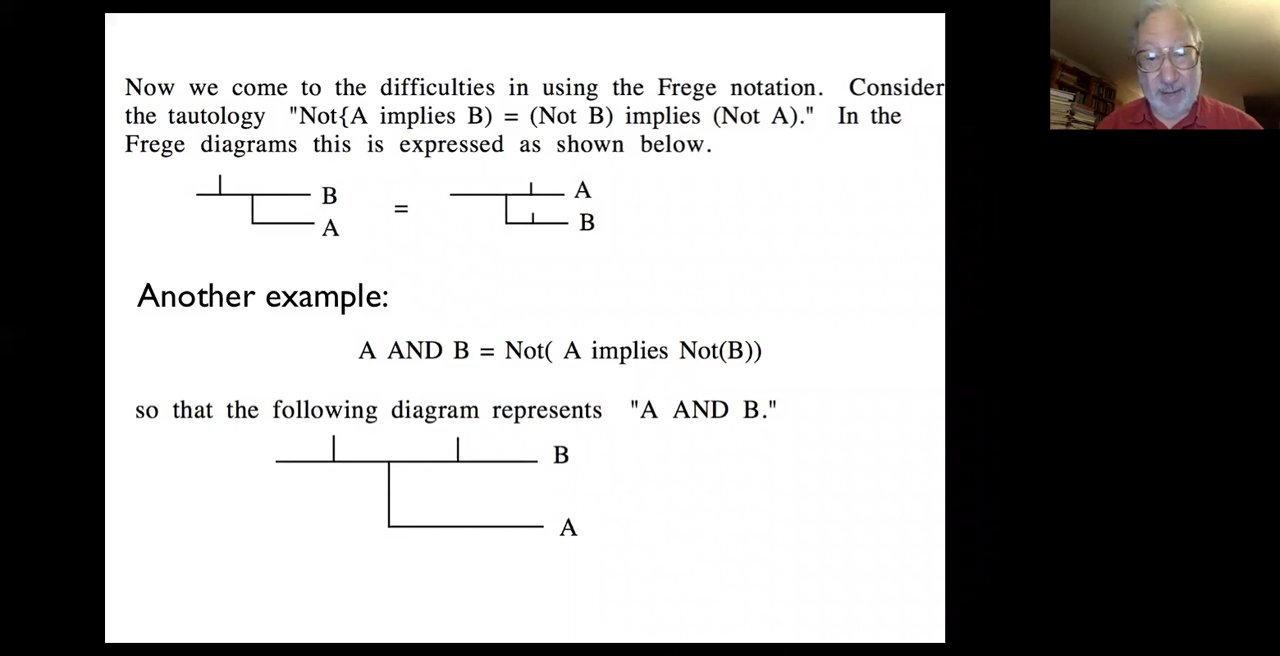 Now we come to the difficulties in using the Frege notation. Consider
the tautology "Not{A implies B) = (Not B) implies (Not A)." In the
Frege diagrams this is expressed as shown below.
B
A
=
A
B
Another example:
A AND B = Not( A implies Not(B))
so that the following diagram represents "A AND B."
B
A